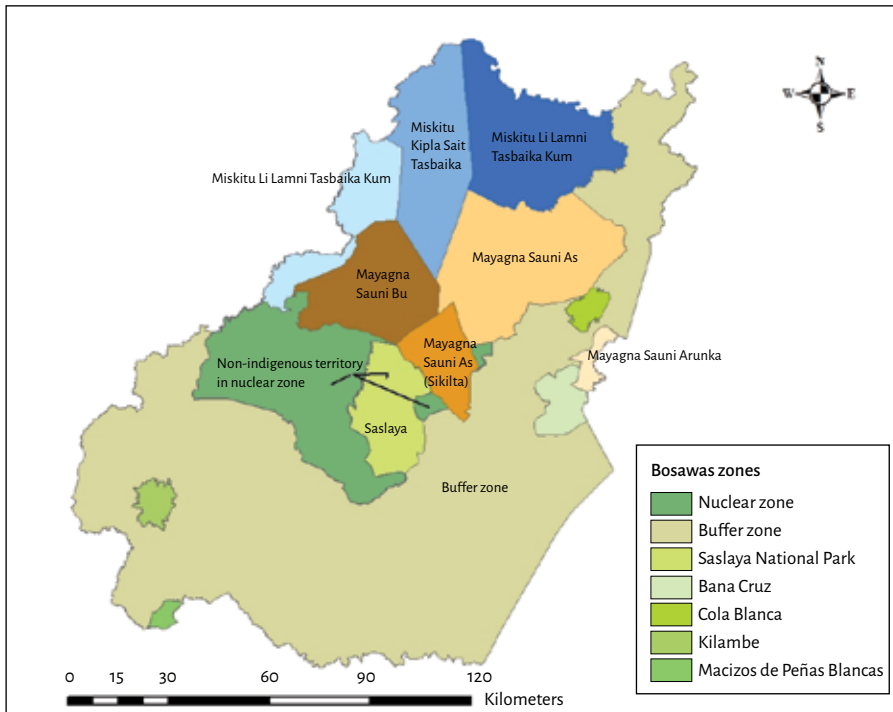 N
W E
S
Miskitu
Kipla Sait
Tasbaika
Miskitu Li Lamni
Tasbaika Kum
Miskitu Li Lamni Tasbaika Kum
Mayagna Sauni As
Mayagna
Sauni Bu
Mayagna
Sauni As
(Sikilta)
Mayagna Sauni Arunka
Non-indigenous territory
in nuclear zone
Saslaya
Buffer zone
Bosawas zones
Nuclear zone
Buffer zone
Saslaya National Park
Bana Cruz
Cola Blanca
Kilambe
Macizos de Peñas Blancas
0 15 30 60 90 120
Kilometers